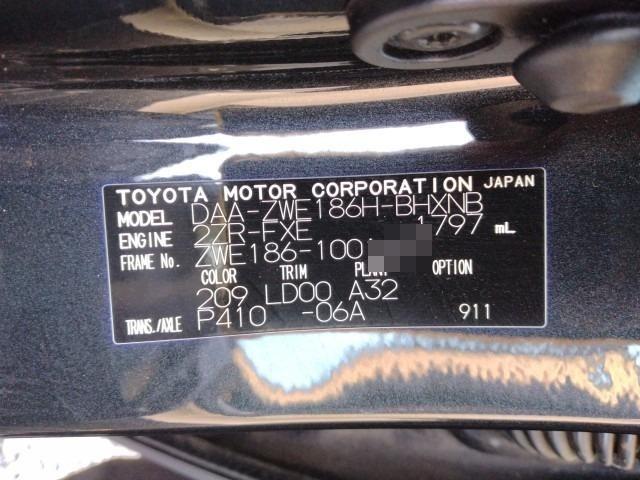 TOYOTA MOTOR CORPORATION JAPAN
MODEL DAA-ZWE186H-BHXNB
ENGINE 2ZR-FXE 1797 mL
FRAME No. ZWE186-100
COLOR TRIM PLANT OPTION
209 LD00 A32
TRANS./AXLE P410 -06A 911